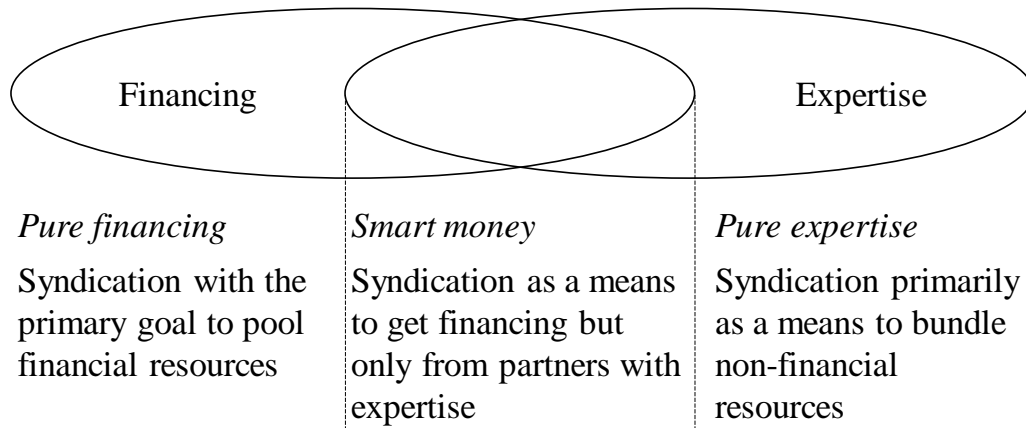 Financing
Expertise
Pure financing
Syndication with the
primary goal to pool
financial resources
Smart money
Syndication as a means
to get financing but
only from partners with
expertise
Pure expertise
Syndication primarily
as a means to bundle
non-financial
resources